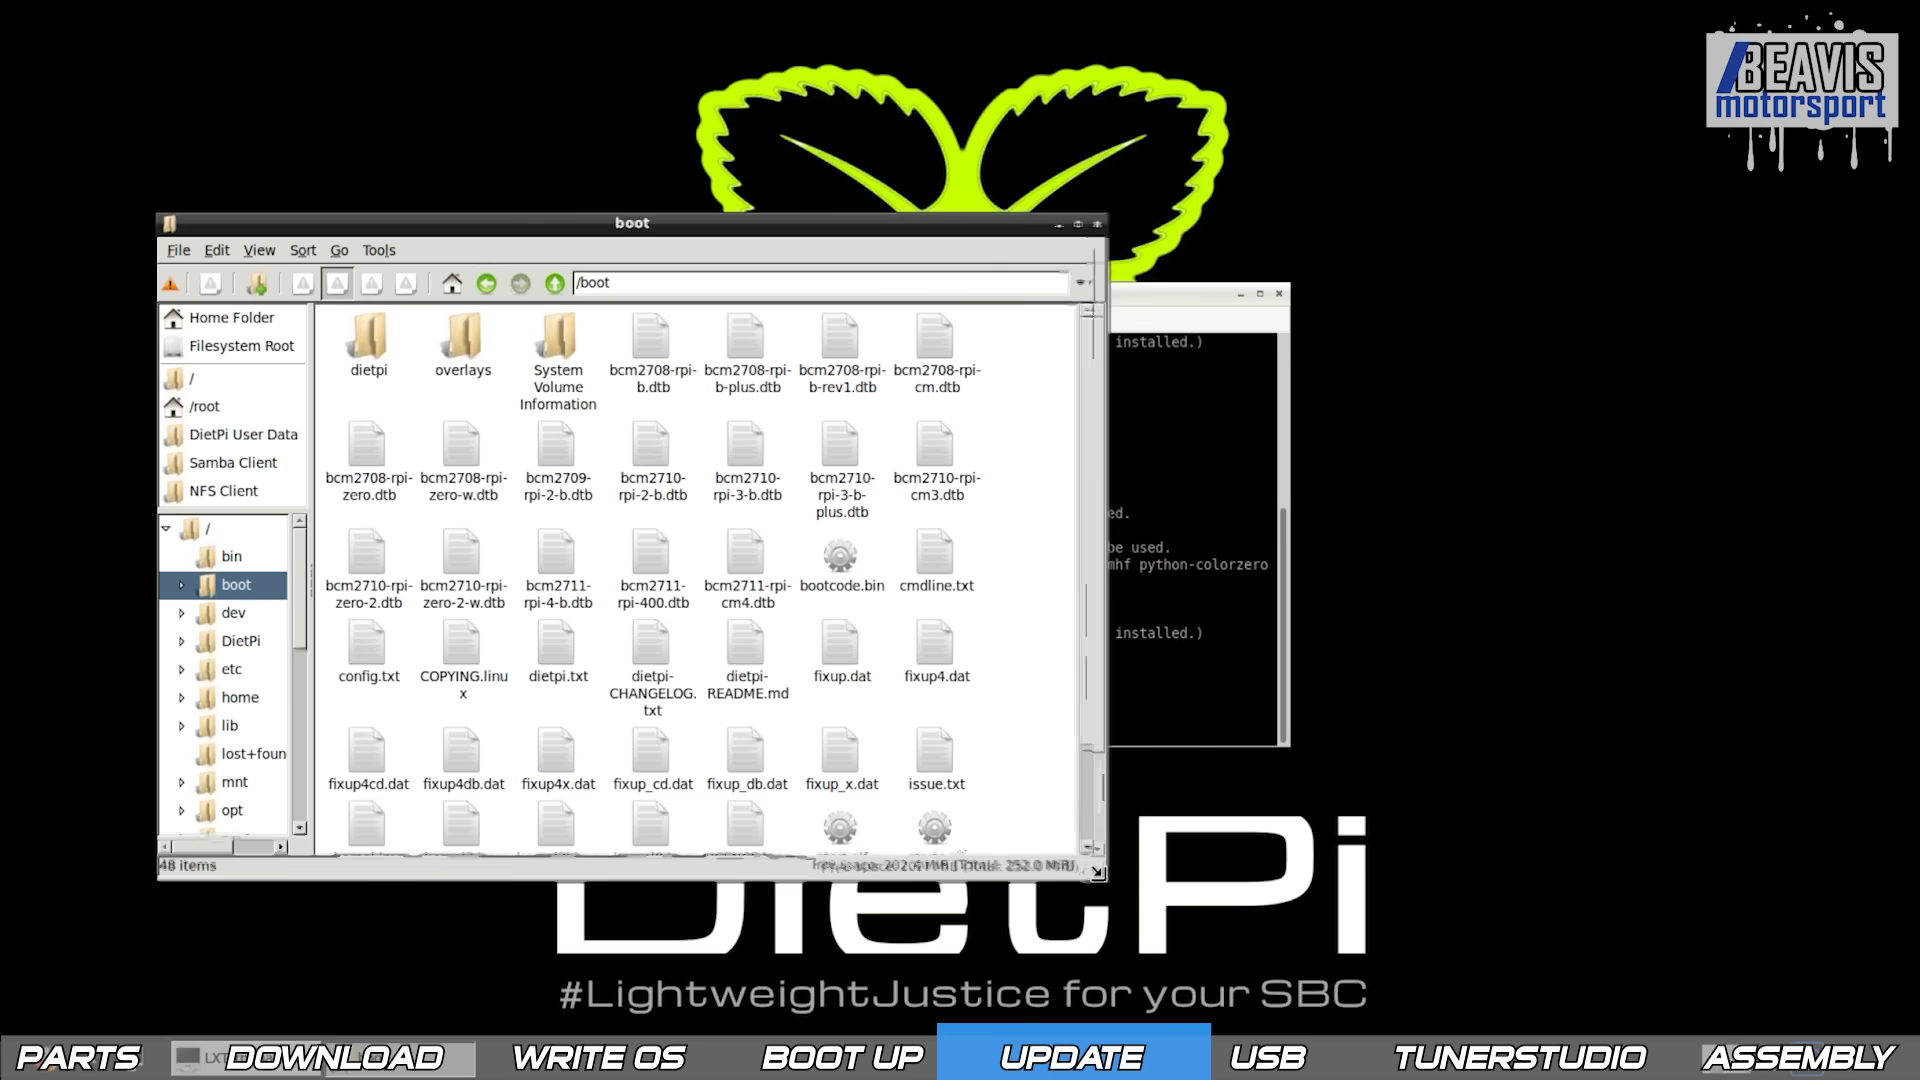 BEAVIS
motorsport
boot
File Edit View Sort Go Tools
/boot
Home Folder
Filesystem Root
/
/root
DietPi User Data
Samba Client
NFS Client
/
bin
boot
dev
DietPi
etc
home
lib
lost+foun
mnt
opt
dietpi
overlays
System
Volume
Information
bcm2708-rpi-
b.dtb
bcm2708-rpi-
b-plus.dtb
bcm2708-rpi-
b-rev1.dtb
bcm2708-rpi-
cm.dtb
bcm2708-rpi-
zero.dtb
bcm2708-rpi-
zero-w.dtb
bcm2709-
rpi-2-b.dtb
bcm2710-
rpi-2-b.dtb
bcm2710-
rpi-3-b.dtb
bcm2710-
rpi-3-b-
plus.dtb
bcm2710-rpi-
cm3.dtb
bcm2710-rpi-
zero-2.dtb
bcm2710-rpi-
zero-2-w.dtb
bcm2711-
rpi-4-b.dtb
bcm2711-
rpi-400.dtb
bcm2711-rpi-
cm4.dtb
bootcode.bin
cmdline.txt
config.txt
COPYING.linu
x
dietpi.txt
dietpi-
CHANGELOG.
txt
dietpi-
README.md
fixup.dat
fixup4.dat
fixup4cd.dat
fixup4db.dat
fixup4x.dat
fixup_cd.dat
fixup_db.dat
fixup_x.dat
issue.txt
48 items
installed.)
ed.
be used.
mhf python-colorzero
installed.)
DietPi
#LightweightJustice for your SBC
PARTS DOWNLOAD WRITE OS BOOT UP UPDATE USB TUNERSTUDIO ASSEMBLY